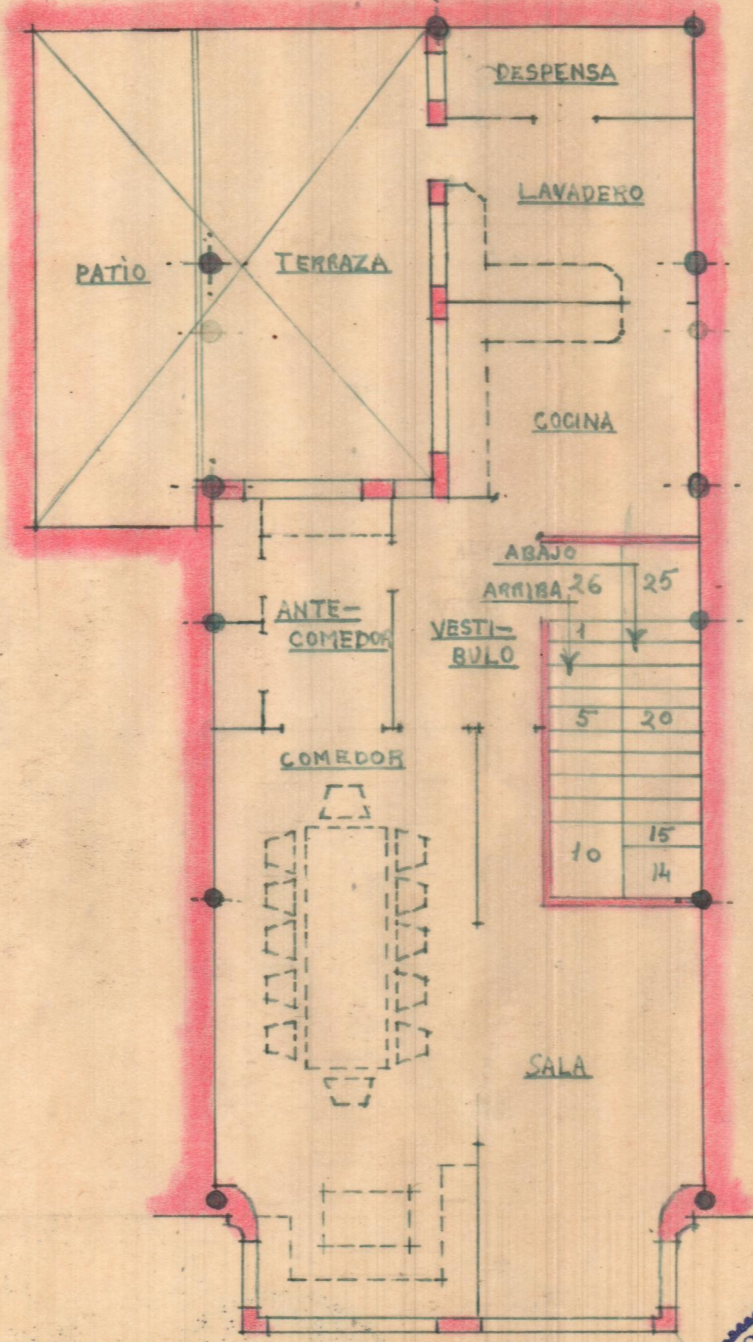 DESPENSA
LAVADERO
PATIO
TERRAZA
COCINA
ABAJO
ARRIBA 26 25
ANTE-
COMEDOR
VESTI-
BULO
1
5 20
COMEDOR
10 15
14
SALA